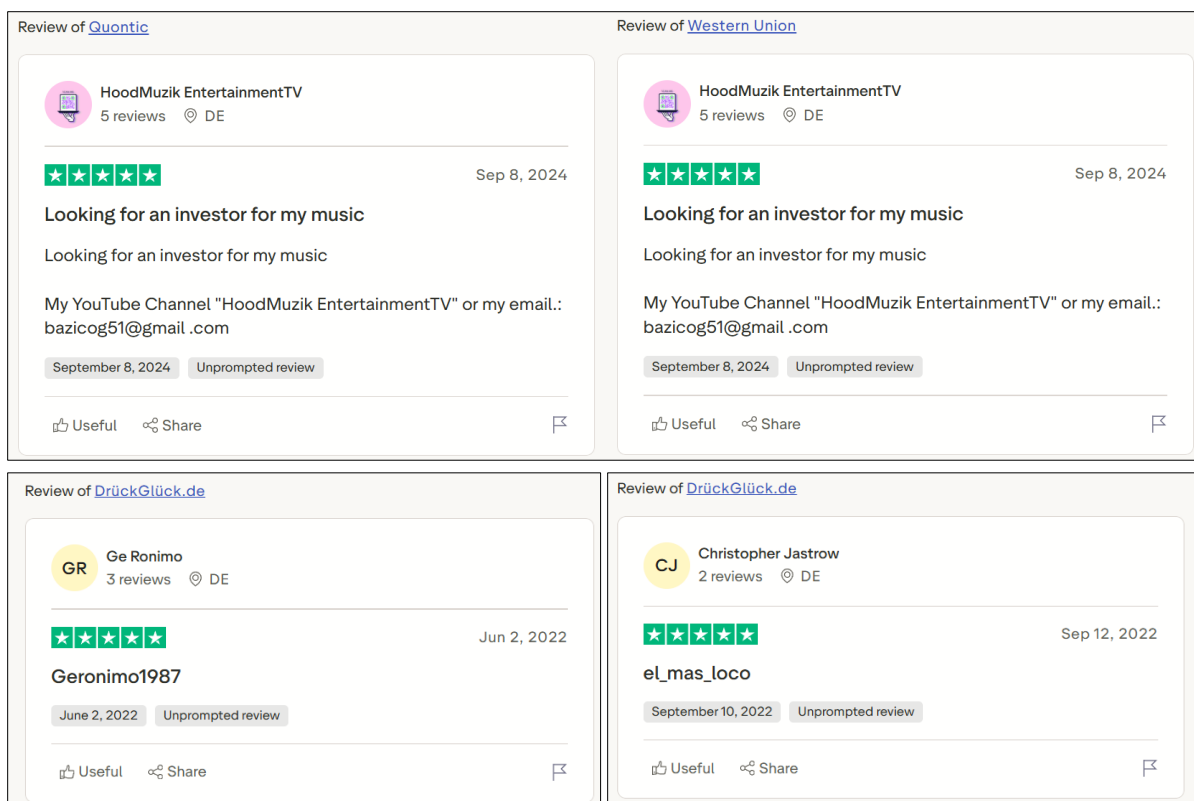 Review of Quontic
HoodMuzik EntertainmentTV
5 reviews DE
Sep 8, 2024
Looking for an investor for my music
Looking for an investor for my music
My YouTube Channel "HoodMuzik EntertainmentTV" or my email.:
bazicog51@gmail .com
September 8, 2024 Unprompted review
Useful Share
Review of Western Union
HoodMuzik EntertainmentTV
5 reviews DE
Sep 8, 2024
Looking for an investor for my music
Looking for an investor for my music
My YouTube Channel "HoodMuzik EntertainmentTV" or my email.:
bazicog51@gmail .com
September 8, 2024 Unprompted review
Useful Share
Review of DrückGlück.de
GR
Ge Ronimo
3 reviews DE
Jun 2, 2022
Geronimo1987
June 2, 2022 Unprompted review
Useful Share
Review of DrückGlück.de
CJ
Christopher Jastrow
2 reviews DE
Sep 12, 2022
el_mas_loco
September 10, 2022 Unprompted review
Useful Share